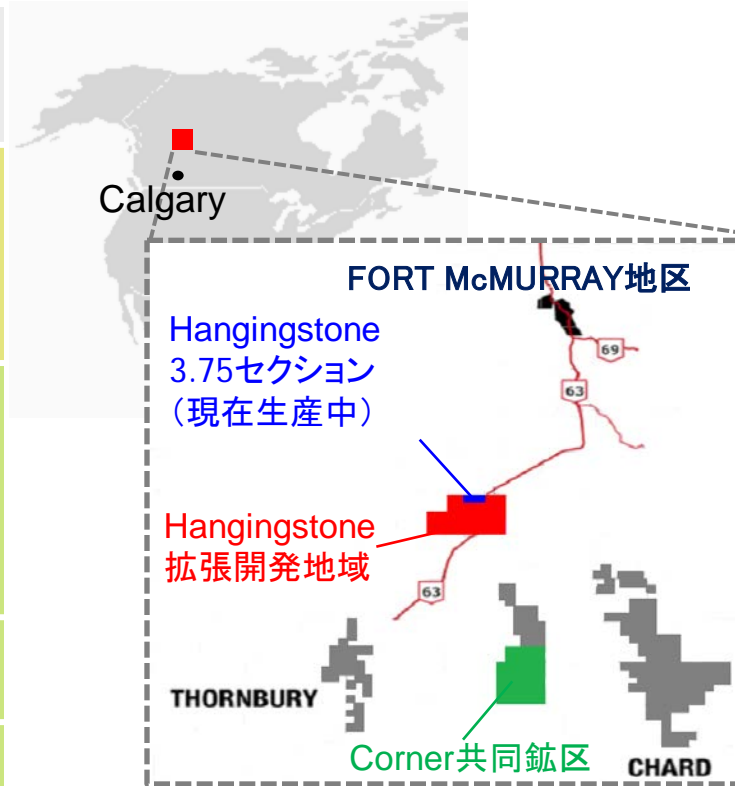 Calgary
FORT McMURRAY地区
Hangingstone
3.75セクション
（現在生産中）
69
63
Hangingstone
拡張開発地域
63
THORNBURY
Corner共同鉱区
CHARD